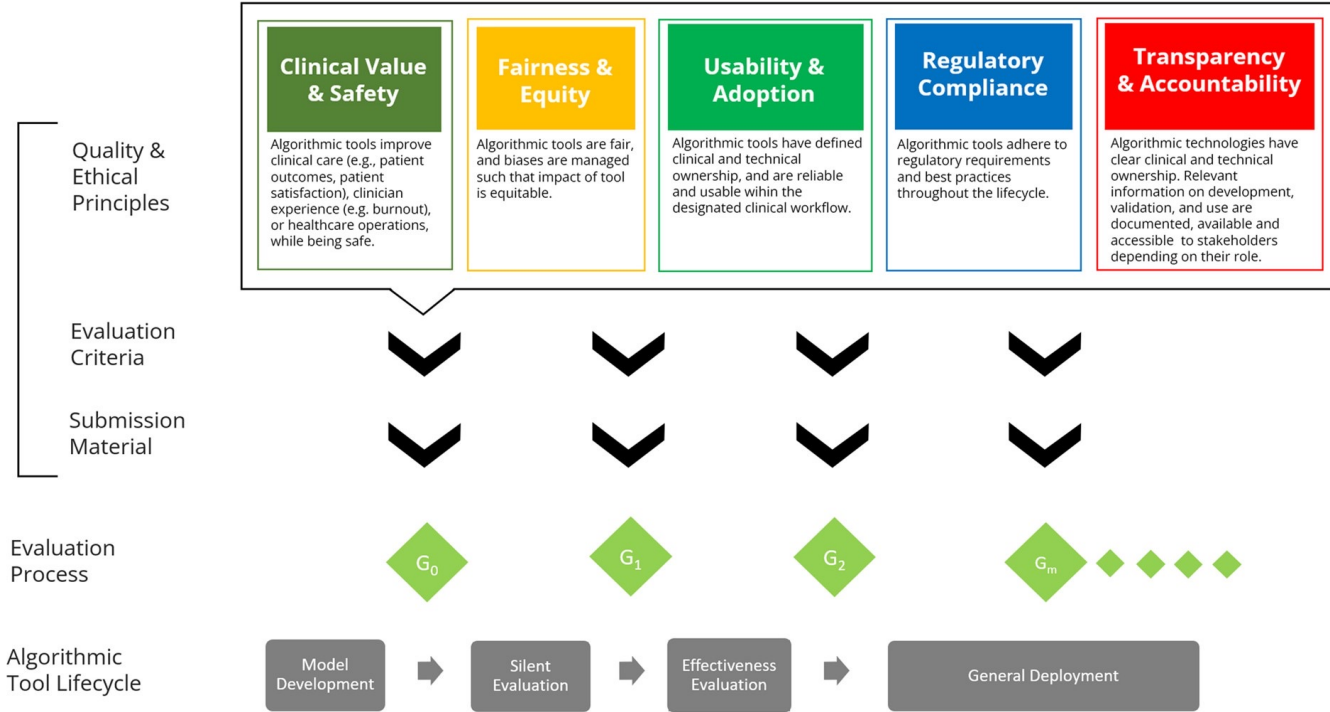 Clinical Value
& Safety
Fairness &
Equity
Usability &
Adoption
Regulatory
Compliance
Transparency
& Accountability
Quality &
Ethical
Principles
Algorithmic tools improve
clinical care (e.g., patient
outcomes, patient
satisfaction), clinician
experience (e.g. burnout),
or healthcare operations,
while being safe.
Algorithmic tools are fair,
and biases are managed
such that impact of tool
is equitable.
Algorithmic tools have defined
clinical and technical
ownership, and are reliable
and usable wihin the
designated clinical workflow.
Algorithmic tools adhere to
regulatory requirements
and best practices
throughout the lifecycle.
Algorithmic technologies have
clear clinical and technical
ownership. Relevant
information on development,
validation, and use are
documented, available and
accessible to stakeholders
depending on their role.
Evaluation
Criteria
Submission
Material
Evaluation
Process
G0
G1
G2
Gm
Algorithmic
Tool Lifecycle
Model
Development
Silent
Evaluation
Effectiveness
Evaluation
General Deployment